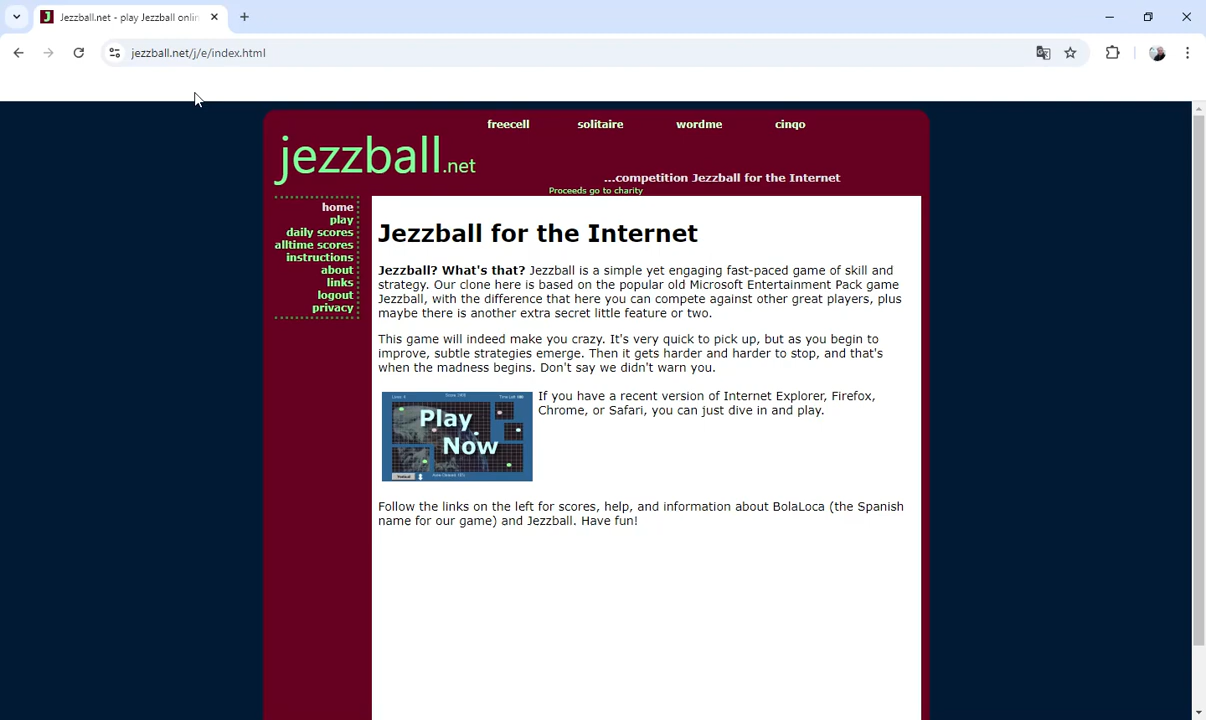 Jezzball.net - play Jezzball onlin
jezzball.net/j/e/index.html
freecell solitaire wordme cinqo
jezzball.net
...competition Jezzball for the Internet
Proceeds go to charity
home
play
daily scores
alltime scores
instructions
about
links
logout
privacy
Jezzball for the Internet
Jezzball? What's that? Jezzball is a simple yet engaging fast-paced game of skill and
strategy. Our clone here is based on the popular old Microsoft Entertainment Pack game
Jezzball, with the difference that here you can compete against other great players, plus
maybe there is another extra secret little feature or two.
This game will indeed make you crazy. It's very quick to pick up, but as you begin to
improve, subtle strategies emerge. Then it gets harder and harder to stop, and that's
when the madness begins. Don't say we didn't warn you.
Play
Now
If you have a recent version of Internet Explorer, Firefox,
Chrome, or Safari, you can just dive in and play.
Follow the links on the left for scores, help, and information about BolaLoca (the Spanish
name for our game) and Jezzball. Have fun!